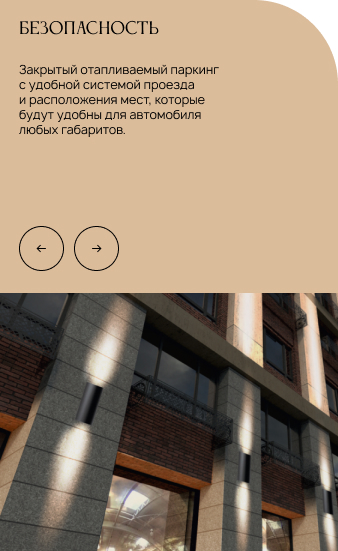 БЕЗОПАСНОСТЬ
Закрытый отапливаемый паркинг
с удобной системой проезда
и расположения мест, которые
будут удобны для автомобиля
любых габаритов.